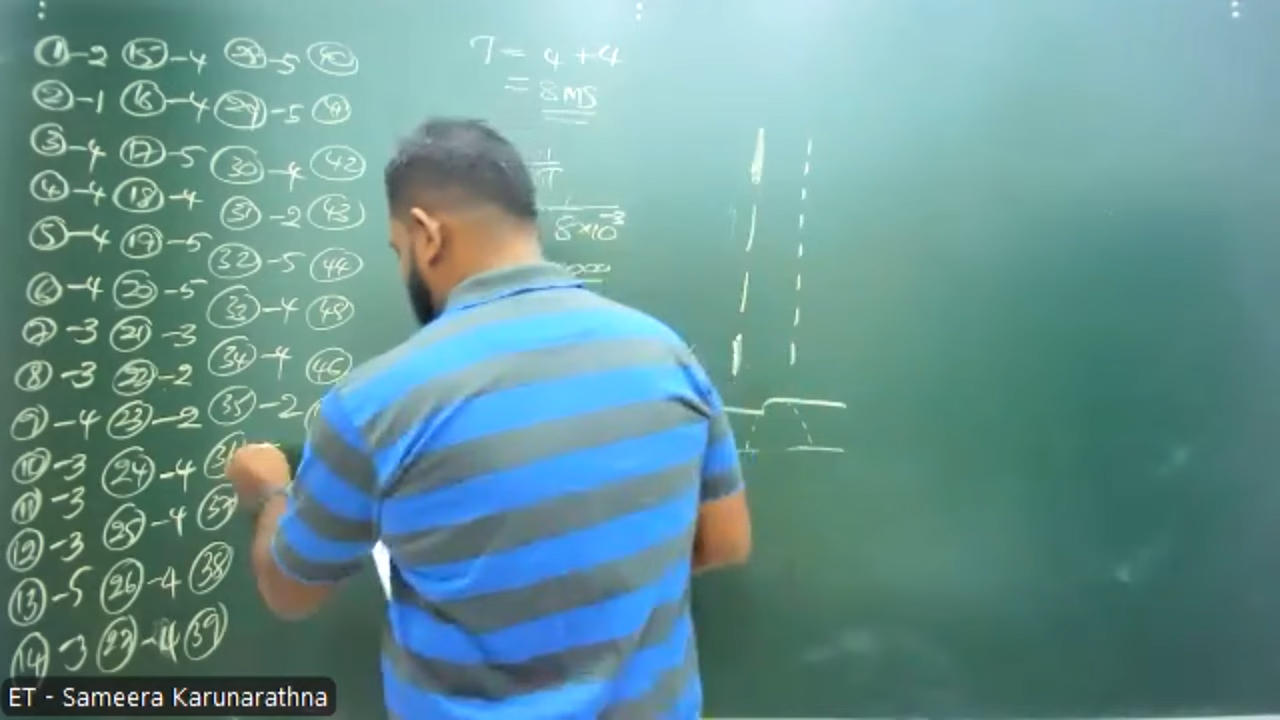 ① - 2 ⑮ - 4 ㉘ - 5 ㊵
② - 1 ⑯ - 4 ㉙ - 5
③ - 4 ⑰ - 5 ㉚ - 4 ㊷
④ - 4 ⑱ - 4 ㉛ - 2 ㊸
⑤ - 4 ⑲ - 5 ㉜ - 5 ㊹
⑥ - 4 ⑳ - 5 ㉝ - 4 ㊺
⑦ - 3 ㉑ - 3 ㉞ - 4 ㊻
⑧ - 3 ㉒ - 2 ㉟ - 2
⑨ - 4 ㉓ - 2
⑩ - 3 ㉔ - 4 ㊲
⑪ - 3 ㉕ - 4 ㊳
⑫ - 3 ㉖ - 4 ㊴
⑬ - 5 ㉗ - 4
⑭ - 3
T = 4 + 4
= 8 ms
8×10⁻³
ET - Sameera Karunarathna